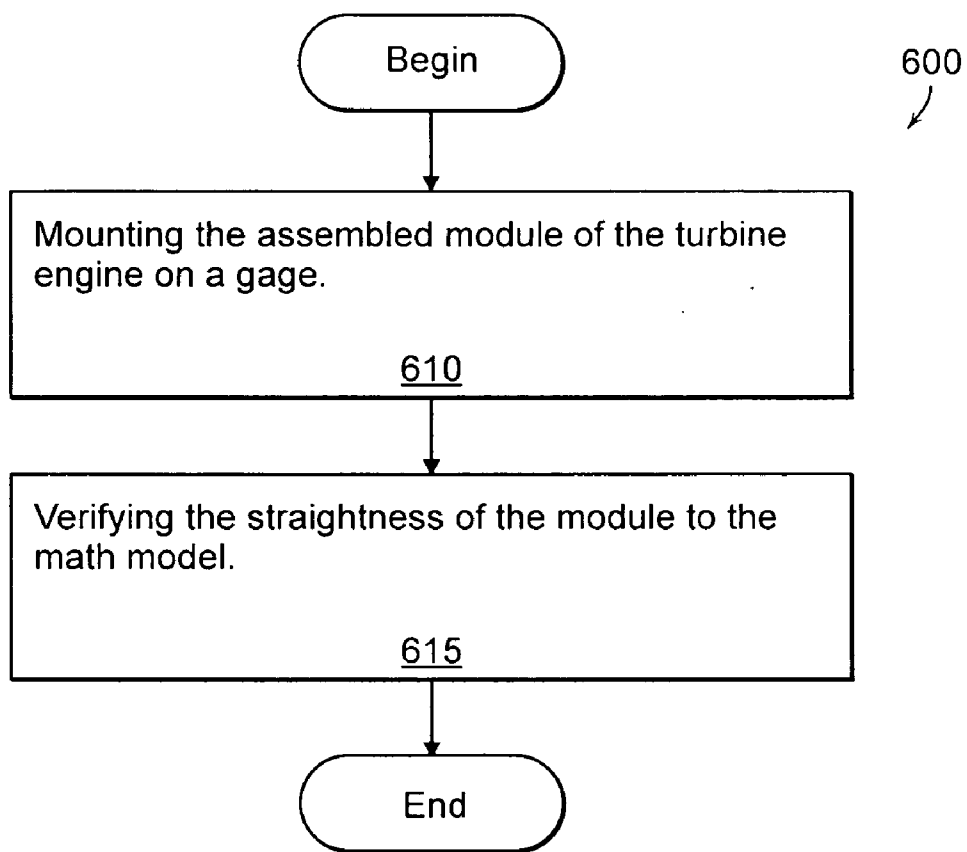 Begin
600
Mounting the assembled module of the turbine
engine on a gage.
610
Verifying the straightness of the module to the
math model.
615
End